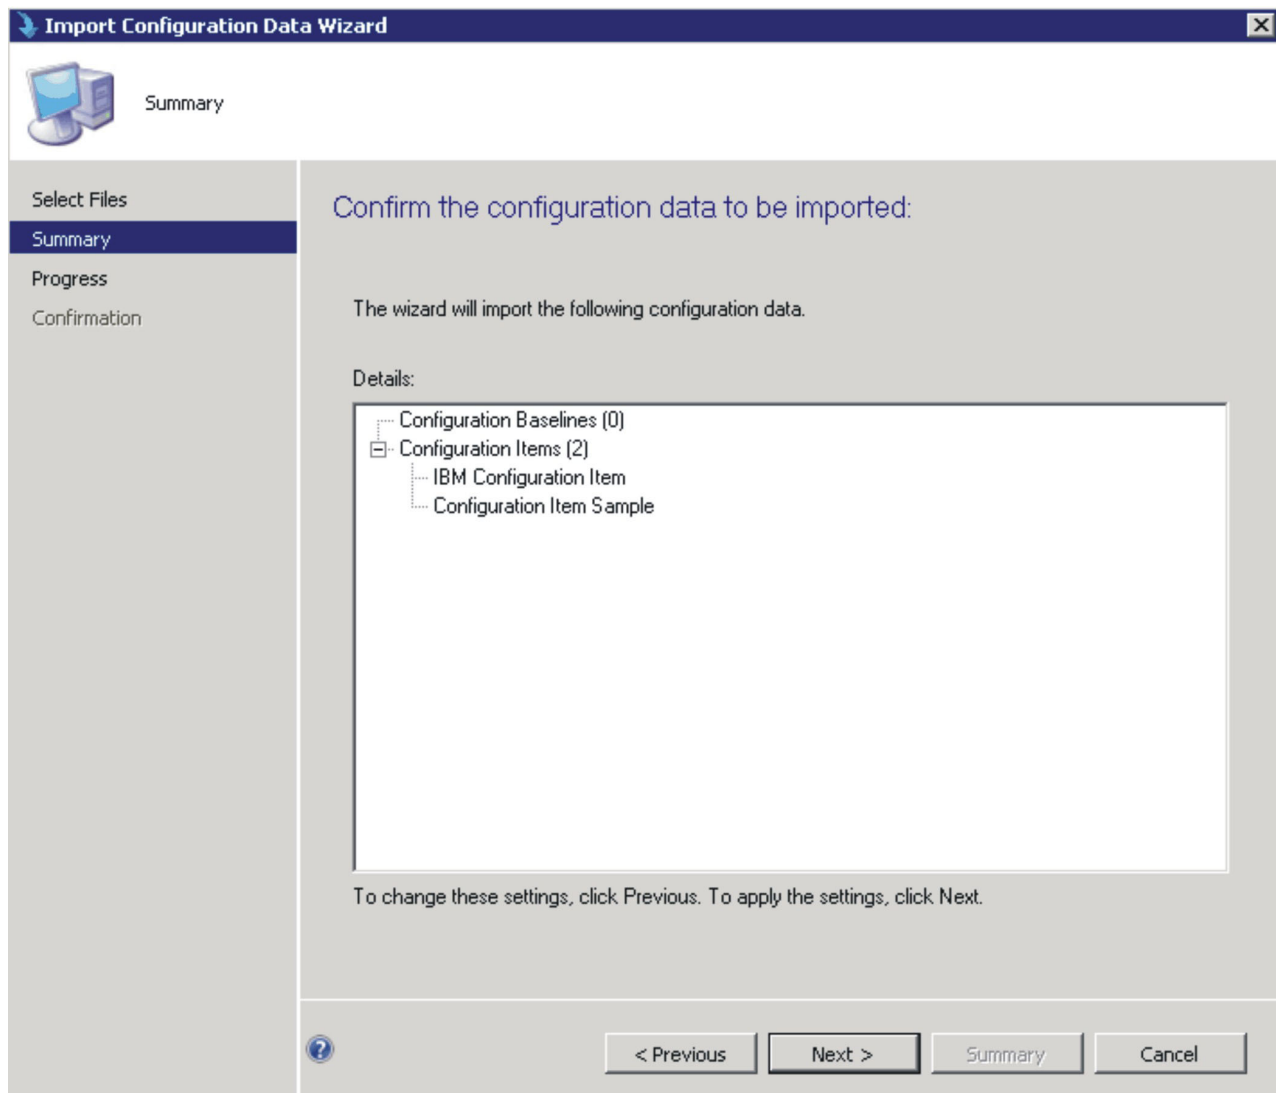 Import Configuration Data Wizard
Summary
Select Files
Summary
Progress
Confirmation
Confirm the configuration data to be imported:
The wizard will import the following configuration data.
Details:
Configuration Baselines (0)
Configuration Items (2)
IBM Configuration Item
Configuration Item Sample
To change these settings, click Previous. To apply the settings, click Next.
< Previous
Next >
Summary
Cancel